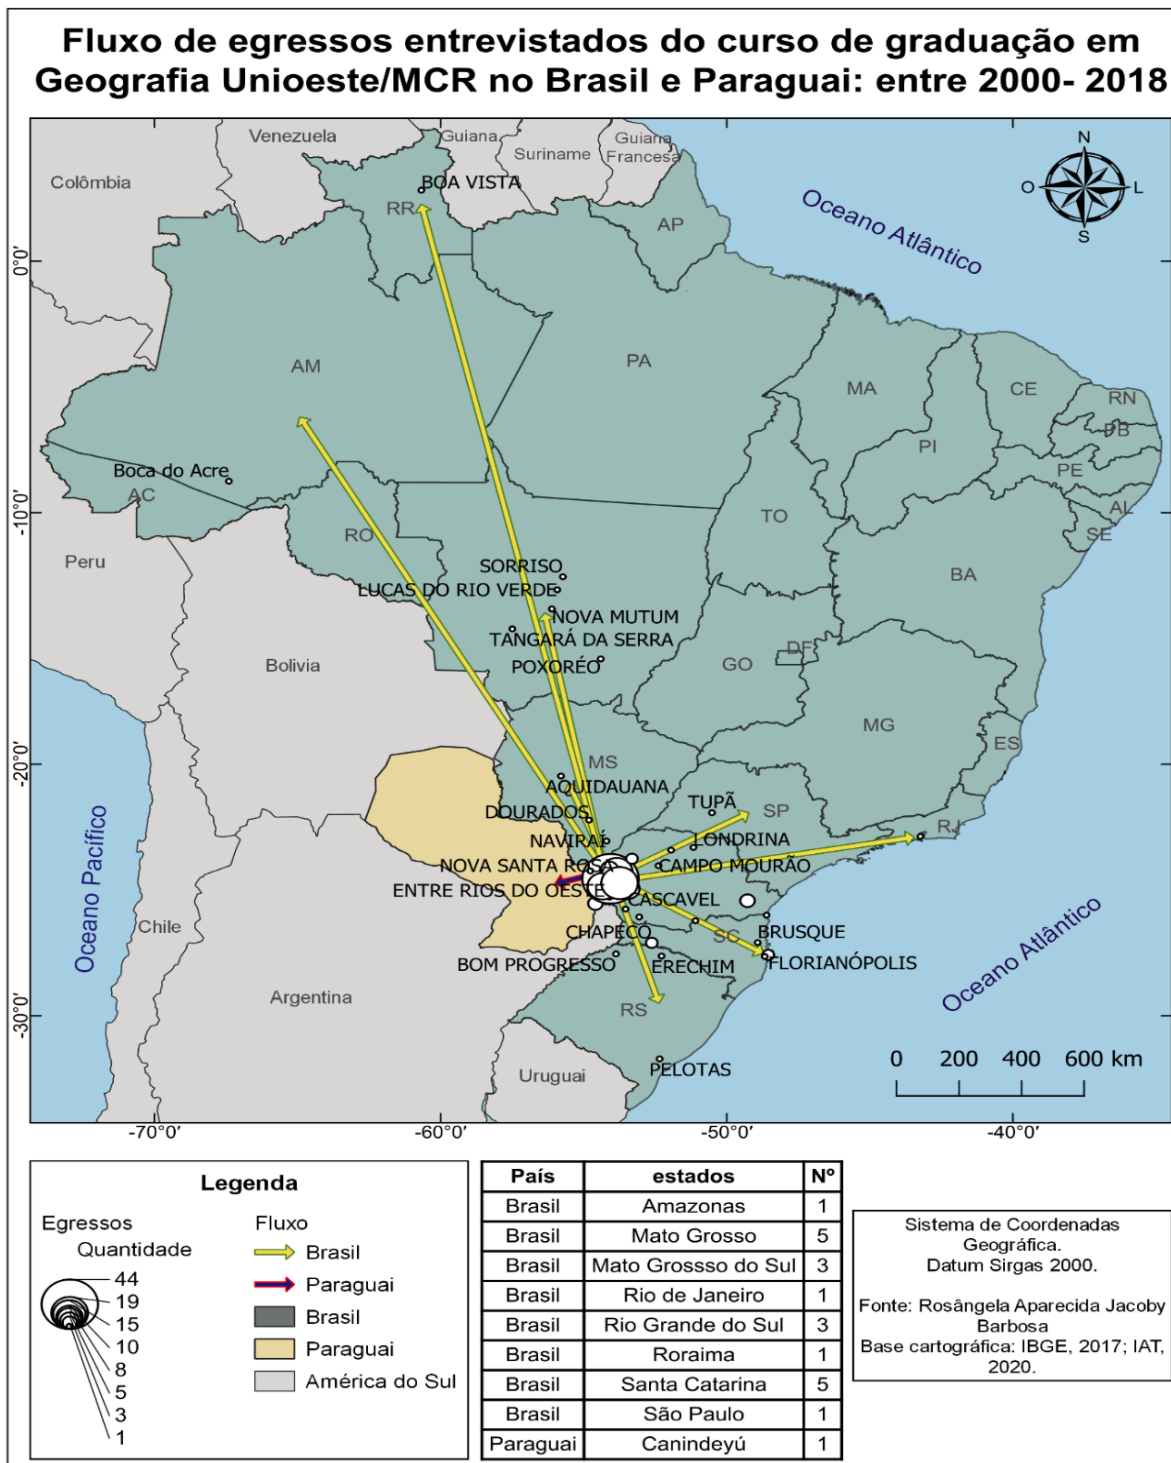 Fluxo de egressos entrevistados do curso de graduação em
Geografia Unioeste/MCR no Brasil e Paraguai: entre 2000- 2018
Venezuela
Guiana
Guiana
Francesa
Suriname
Colômbia
BOA VISTA
RR
AP
N
O
L
S
Oceano Atlântico
0°0'
AM
PA
MA
CE
RN
PB
PI
PE
AL
SE
Boca do Acre
AC
-10°0'
RO
TO
BA
Peru
SORRISO
LUCAS DO RIO VERDE
NOVA MUTUM
TANGARÁ DA SERRA
POXORÉO
GO
DF
Bolivia
MG
ES
-20°0'
MS
AQUIDAUANA
TUPÃ
SP
DOURADOS
RJ
NAVIRAÍ
LONDRINA
NOVA SANTA ROSA
CAMPO MOURÃO
ENTRE RIOS DO OESTE
CASCAVEL
Oceano Pacífico
Chile
CHAPECÓ
SC
BRUSQUE
BOM PROGRESSO
ERECHIM
FLORIANÓPOLIS
Oceano Atlântico
Argentina
RS
-30°0'
PELOTAS
Uruguai
0 200 400 600 km
-70°0'
-60°0'
-50°0'
-40°0'
Legenda
Egressos
Quantidade
44
19
15
10
8
5
3
1
Fluxo
Brasil
Paraguai
Brasil
Paraguai
América do Sul
País estados Nº
Brasil Amazonas 1
Brasil Mato Grosso 5
Brasil Mato Grossso do Sul 3
Brasil Rio de Janeiro 1
Brasil Rio Grande do Sul 3
Brasil Roraima 1
Brasil Santa Catarina 5
Brasil São Paulo 1
Paraguai Canindeyú 1
Sistema de Coordenadas
Geográfica.
Datum Sirgas 2000.
Fonte: Rosângela Aparecida Jacoby
Barbosa
Base cartográfica: IBGE, 2017; IAT,
2020.